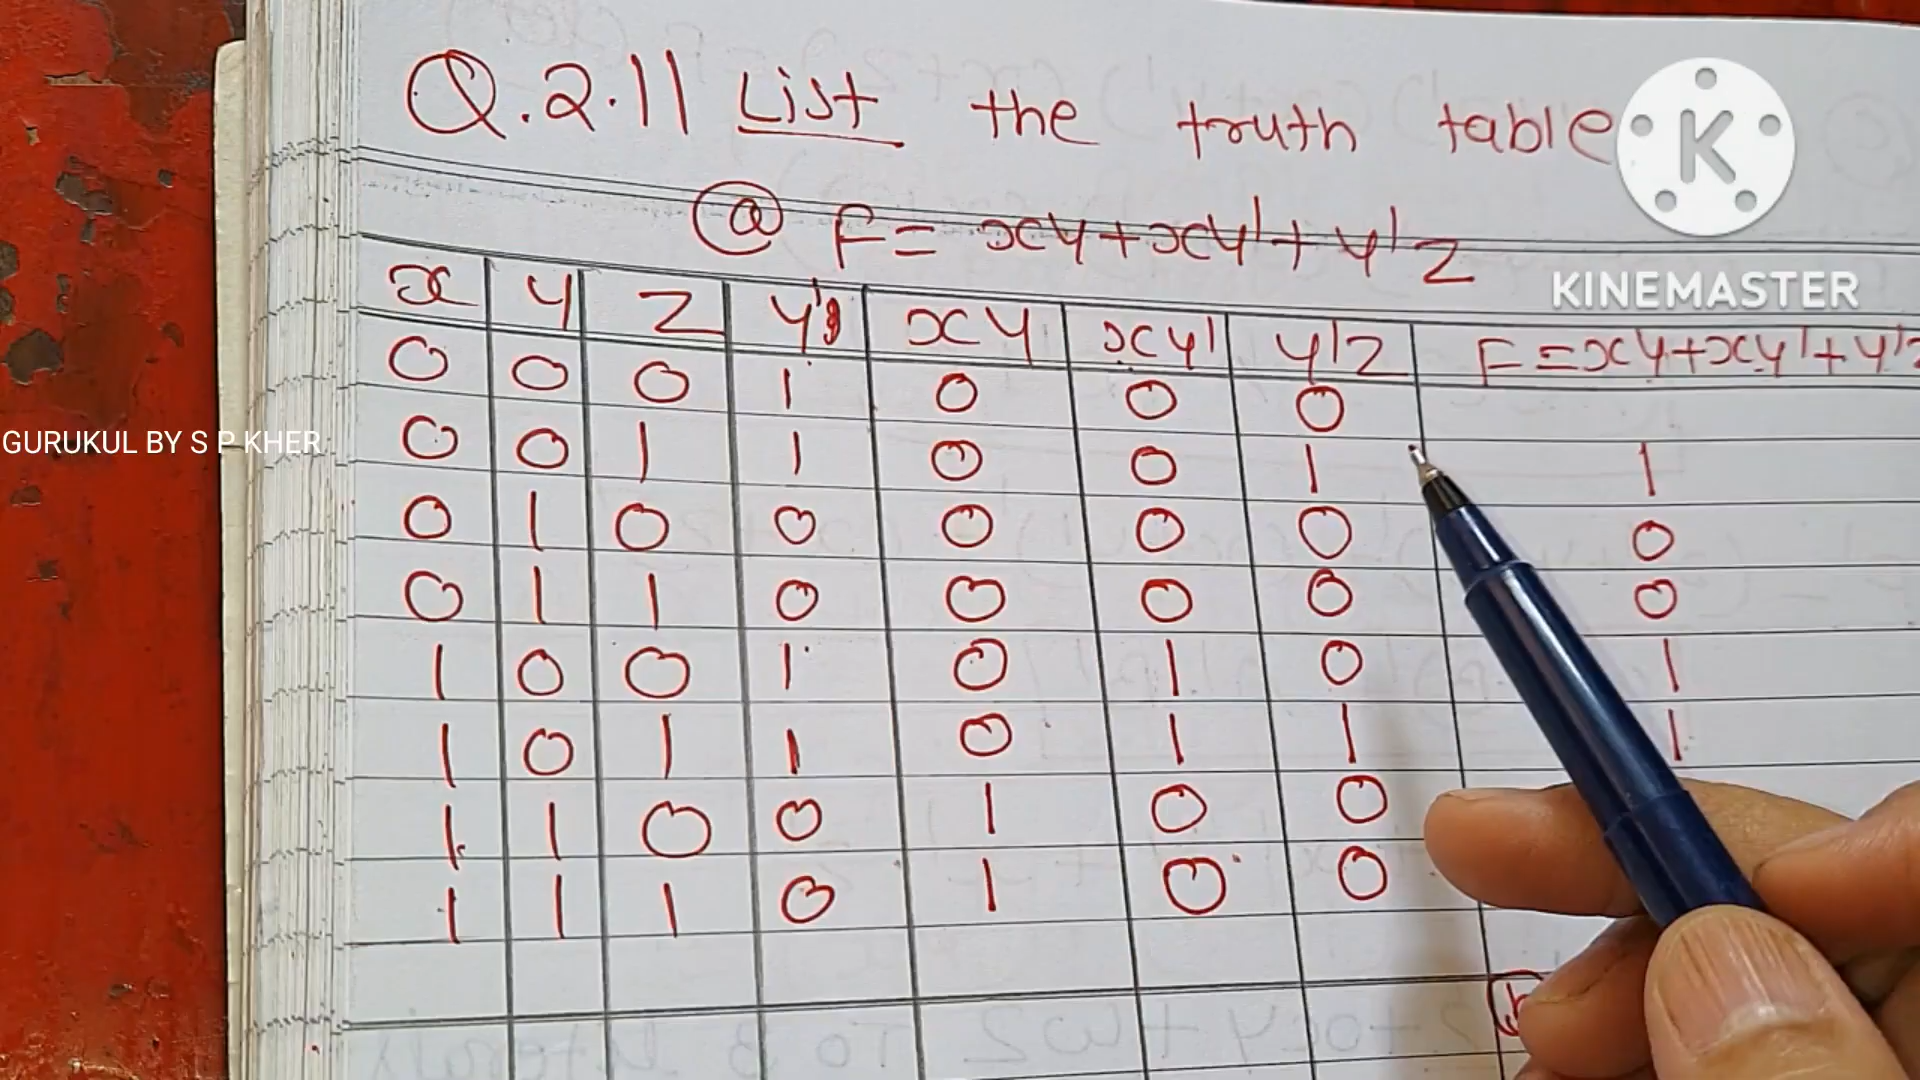 Q.2.11 List the truth table
K
ⓐ F = xy + xy' + y'z
KINEMASTER
x y z y' xy xy' y'z F = xy + xy' + y'z
0 0 0 1 0 0 0
GURUKUL BY S P KHER
0 0 1 1 0 0 1 1
0 1 0 0 0 0 0 0
0 1 1 0 0 0 0 0
1 0 0 1 0 1 0 1
1 0 1 1 0 1 1 1
1 1 0 0 1 0 0
1 1 1 0 1 0 0